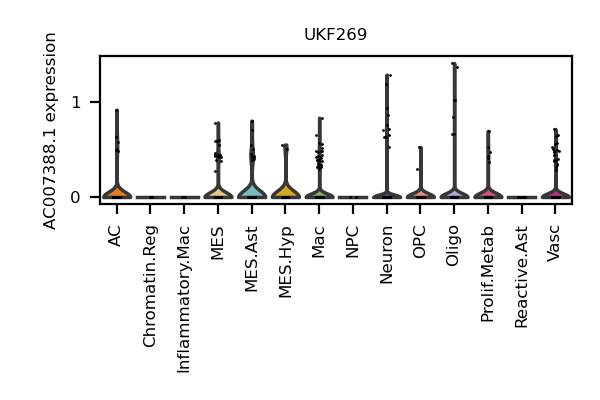 UKF269
AC007388.1 expression
1
0
AC
Chromatin.Reg
Inflammatory.Mac
MES
MES.Ast
MES.Hyp
Mac
NPC
Neuron
OPC
Oligo
Prolif.Metab
Reactive.Ast
Vasc